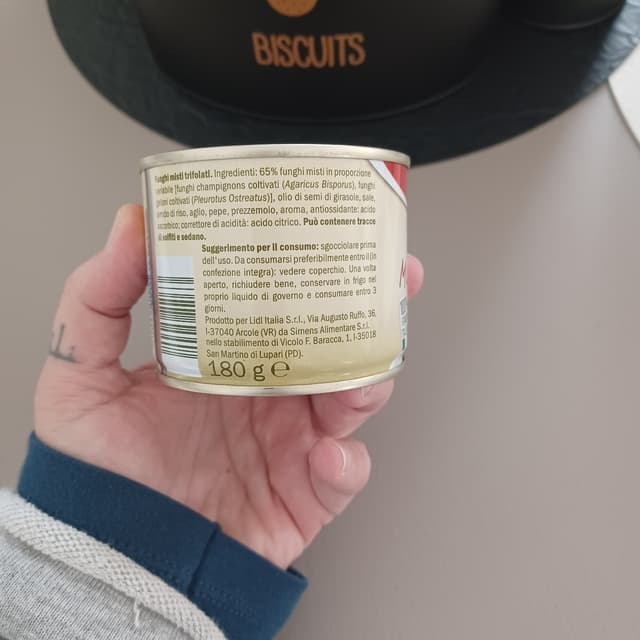 BISCUITS
Funghi misti trifolati. Ingredienti: 65% funghi misti in proporzione
variabile [funghi champignons coltivati (Agaricus Bisporus), funghi
geloni coltivati (Pleurotus Ostreatus)], olio di semi di girasole, sale,
amido di riso, aglio, pepe, prezzemolo, aroma, antiossidante: acido
ascorbico; correttore di acidità: acido citrico. Può contenere tracce
di solfiti e sedano.
Suggerimento per il consumo: sgocciolare prima
dell'uso. Da consumarsi preferibilmente entro il (in
confezione integra): vedere coperchio. Una volta
aperto, richiudere bene, conservare in frigo nel
proprio liquido di governo e consumare entro 3
giorni.
Prodotto per Lidl Italia S.r.l., Via Augusto Ruffo, 36,
I-37040 Arcole (VR) da Simens Alimentare S.r.l.
nello stabilimento di Vicolo F. Baracca, 1, I-35018
San Martino di Lupari (PD).
180 g e
M